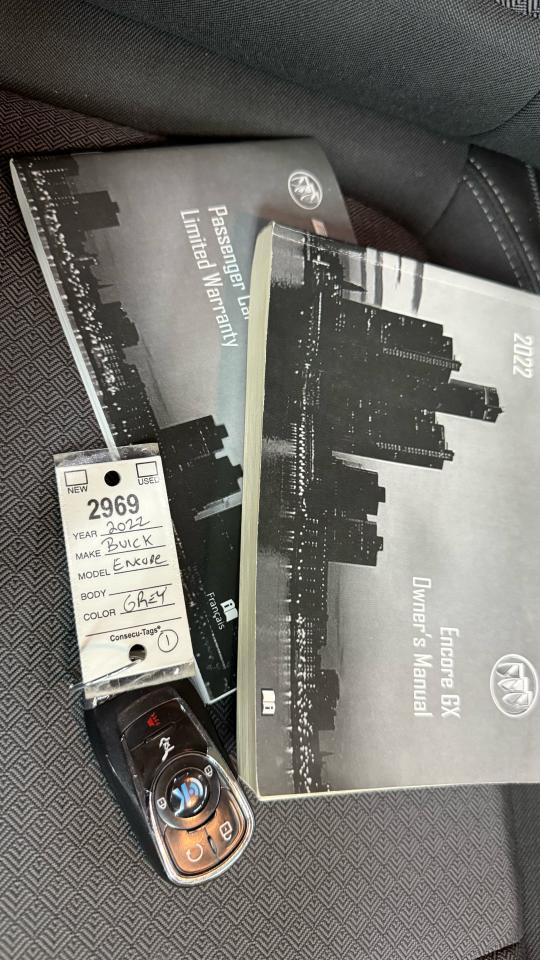 Passenger Car
Limited Warranty
Français
2022
Encore GX
Owner's Manual
NEW
USED
2969
YEAR 2022
MAKE BUICK
MODEL ENCORE
BODY
COLOR GREY
Consecu-Tags®
1